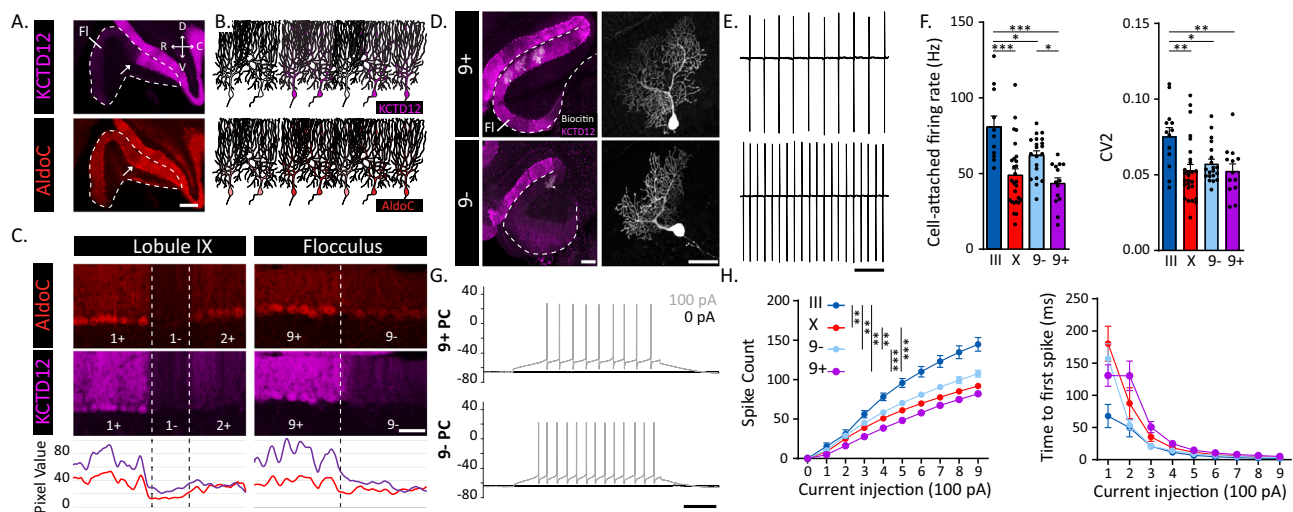 A.
KCTD12
AldoC
Fl
D
R
C
V
B.
KCTD12
AldoC
C.
Lobule IX
Flocculus
AldoC
KCTD12
1+
1-
2+
9+
9-
1+
1-
2+
9+
9-
Pixel Value
80
40
0
D.
9+
9-
Fl
Biocitin
KCTD12
E.
F.
Cell-attached firing rate (Hz)
150
100
50
0
***
*
***
*
III
X
9-
9+
CV2
0.15
0.10
0.05
0.00
**
*
**
III
X
9-
9+
G.
9+ PC
0
-40
-80
100 pA
0 pA
9- PC
0
-40
-80
H.
Spike Count
200
150
100
50
0
III
X
9-
9+
**
**
**
**
***
***
0 1 2 3 4 5 6 7 8 9
Current injection (100 pA)
Time to first spike (ms)
250
200
150
100
50
0
1 2 3 4 5 6 7 8 9
Current injection (100 pA)